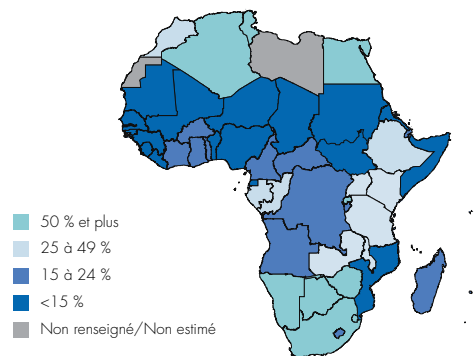 50 % et plus
25 à 49 %
15 à 24 %
<15 %
Non renseigné/Non estimé